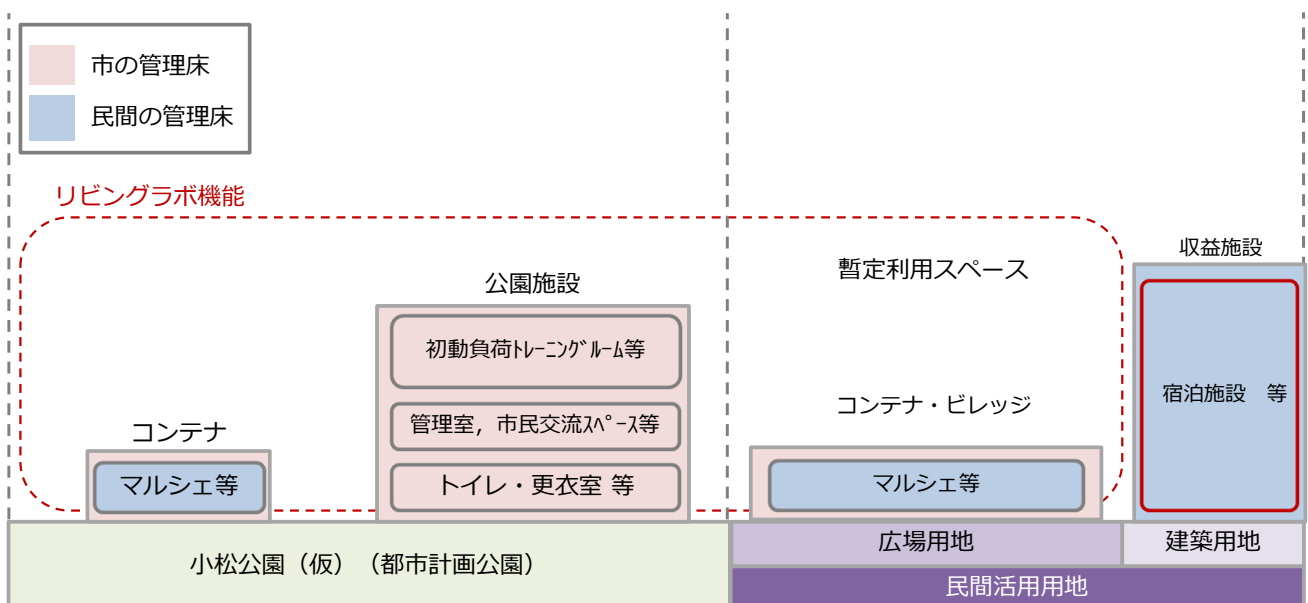 市の管理床
民間の管理床
リビングラボ機能
収益施設
暫定利用スペース
公園施設
初動負荷ﾄﾚｰﾆﾝｸﾞﾙｰﾑ等
宿泊施設　等
コンテナ・ビレッジ
管理室，市民交流ｽﾍﾟｰｽ等
コンテナ
マルシェ等
トイレ・更衣室 等
マルシェ等
広場用地
建築用地
小松公園（仮）（都市計画公園）
民間活用用地